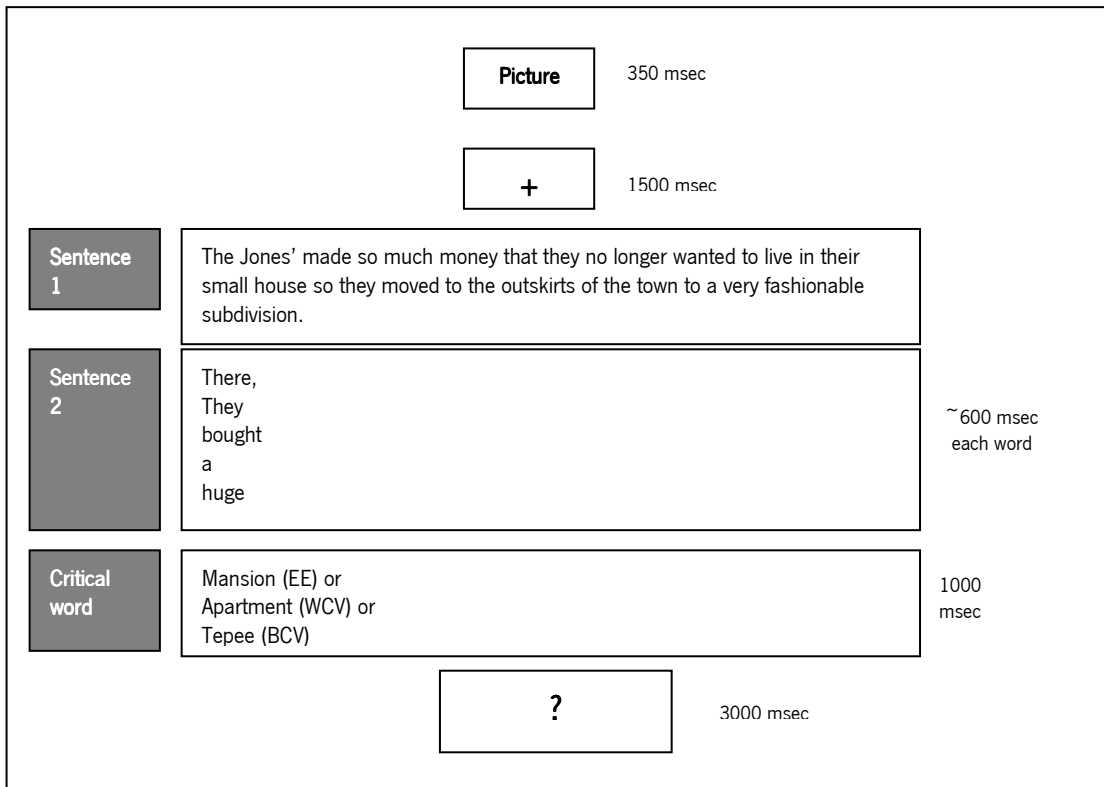 Picture
350 msec
+
1500 msec
Sentence
1
The Jones’ made so much money that they no longer wanted to live in their
small house so they moved to the outskirts of the town to a very fashionable
subdivision.
Sentence
2
There,
They
bought
a
huge
~600 msec
each word
Critical
word
Mansion (EE) or
Apartment (WCV) or
Tepee (BCV)
1000
msec
?
3000 msec